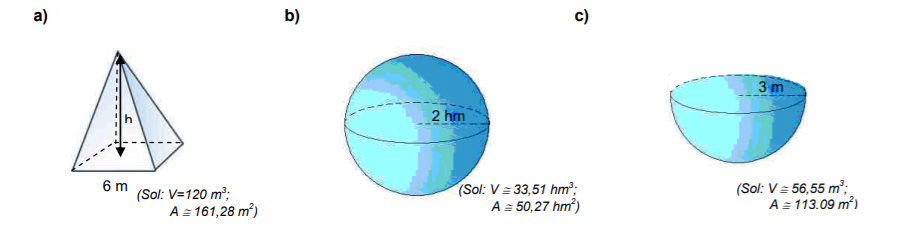 a)
h
6 m
(Sol: V=120 m³;
A ≅ 161,28 m²)
b)
2 hm
(Sol: V ≅ 33,51 hm³;
A ≅ 50,27 hm²)
c)
3 m
(Sol: V ≅ 56,55 m³;
A ≅ 113.09 m²)